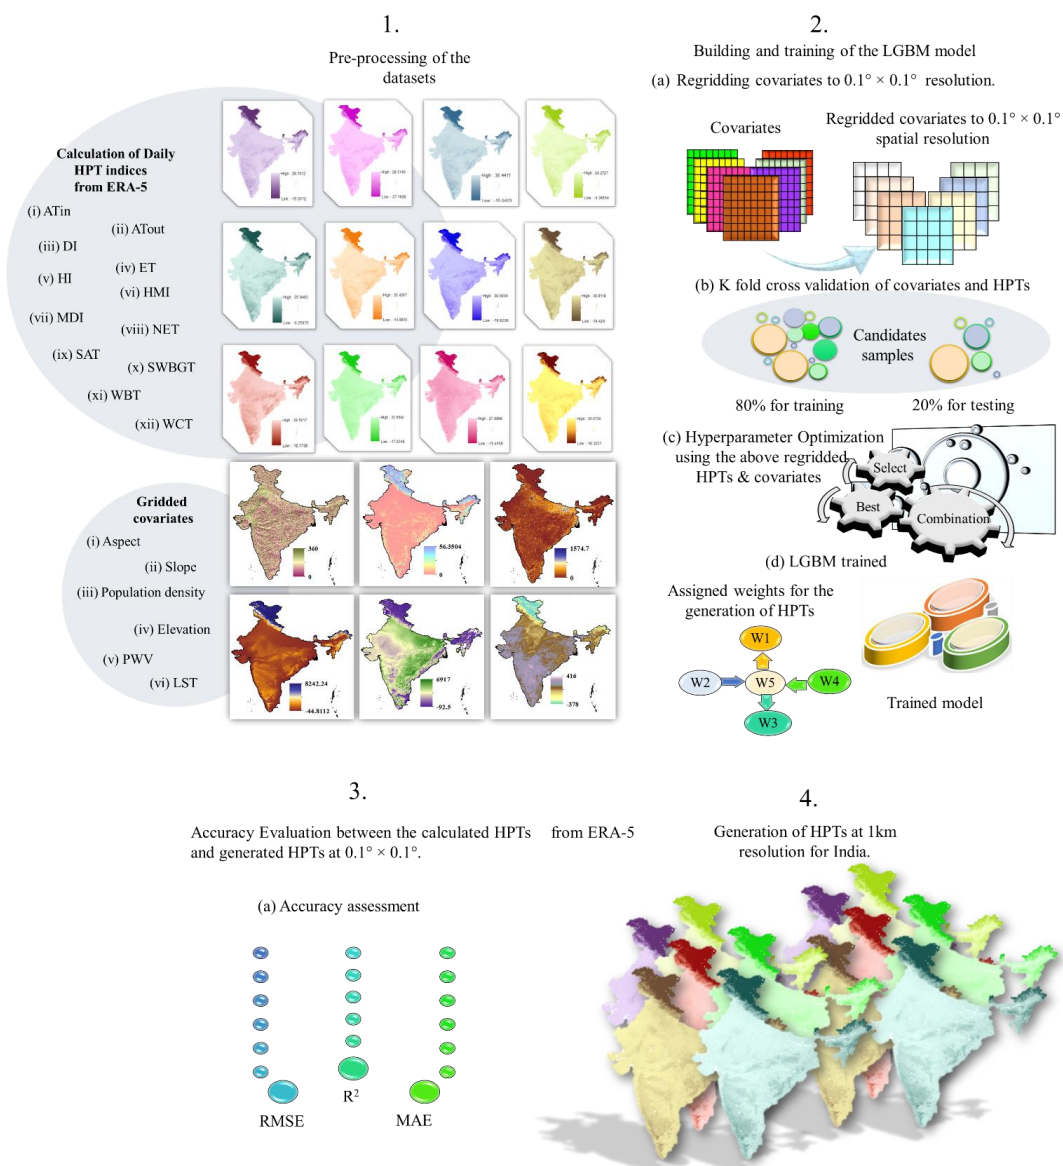 1.
Pre-processing of the
datasets
Calculation of Daily
HPT indices
from ERA-5
(i) ATin
(ii) ATout
(iii) DI
(iv) ET
(v) HI
(vi) HMI
(vii) MDI
(viii) NET
(ix) SAT
(x) SWBGT
(xi) WBT
(xii) WCT
Gridded
covariates
(i) Aspect
(ii) Slope
(iii) Population density
(iv) Elevation
(v) PWV
(vi) LST
360
0
56.3504
0
1574.7
0
8242.24
-44.8112
6917
-92.5
416
-378
2.
Building and training of the LGBM model
(a) Regridding covariates to 0.1° × 0.1° resolution.
Covariates
Regridded covariates to 0.1° × 0.1°
spatial resolution
(b) K fold cross validation of covariates and HPTs
Candidates
samples
80% for training
20% for testing
(c) Hyperparameter Optimization
using the above regridded
HPTs & covariates
Select
Best
Combination
(d) LGBM trained
Assigned weights for the
generation of HPTs
W1
W2
W5
W4
W3
Trained model
3.
Accuracy Evaluation between the calculated HPTs from ERA-5
and generated HPTs at 0.1° × 0.1°.
(a) Accuracy assessment
RMSE
R²
MAE
4.
Generation of HPTs at 1km
resolution for India.